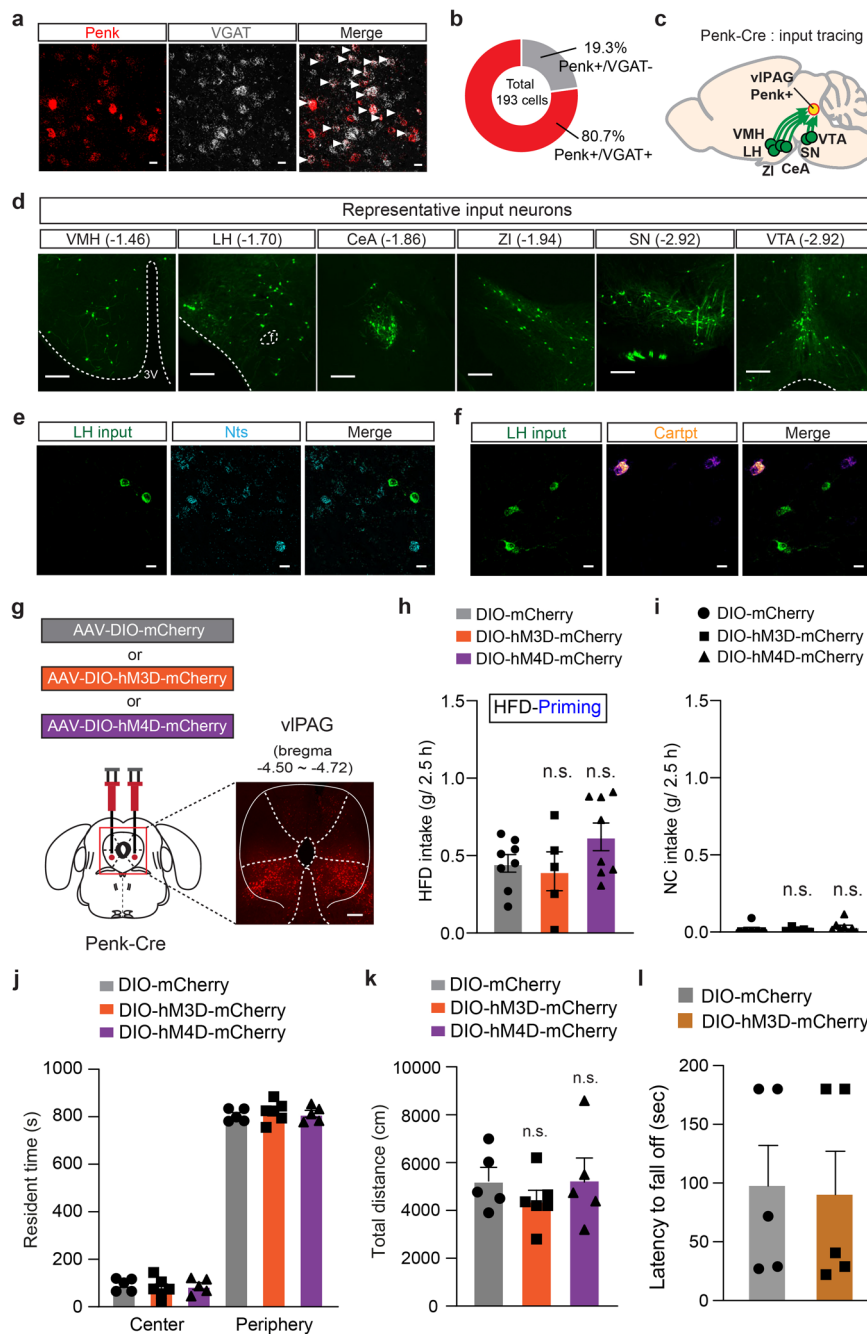 a
Penk
VGAT
Merge
b
19.3%
Penk+/VGAT-
Total
193 cells
80.7%
Penk+/VGAT+
c
Penk-Cre : input tracing
vlPAG
Penk+
VMH
LH
ZI
CeA
SN
VTA
d
Representative input neurons
VMH (-1.46)
LH (-1.70)
CeA (-1.86)
ZI (-1.94)
SN (-2.92)
VTA (-2.92)
3V
f
e
LH input
Nts
Merge
f
LH input
Cartpt
Merge
g
AAV-DIO-mCherry
or
AAV-DIO-hM3D-mCherry
or
AAV-DIO-hM4D-mCherry
vlPAG
(bregma
-4.50 ~ -4.72)
Penk-Cre
h
DIO-mCherry
DIO-hM3D-mCherry
DIO-hM4D-mCherry
HFD-Priming
HFD intake (g/ 2.5 h)
1.5
1.0
0.5
0.0
n.s.
n.s.
i
DIO-mCherry
DIO-hM3D-mCherry
DIO-hM4D-mCherry
NC intake (g/ 2.5 h)
1.5
1.0
0.5
0.0
n.s.
n.s.
j
DIO-mCherry
DIO-hM3D-mCherry
DIO-hM4D-mCherry
Resident time (s)
1000
800
600
400
200
0
Center
Periphery
k
DIO-mCherry
DIO-hM3D-mCherry
DIO-hM4D-mCherry
Total distance (cm)
10000
8000
6000
4000
2000
0
n.s.
n.s.
l
DIO-mCherry
DIO-hM3D-mCherry
Latency to fall off (sec)
200
150
100
50
0